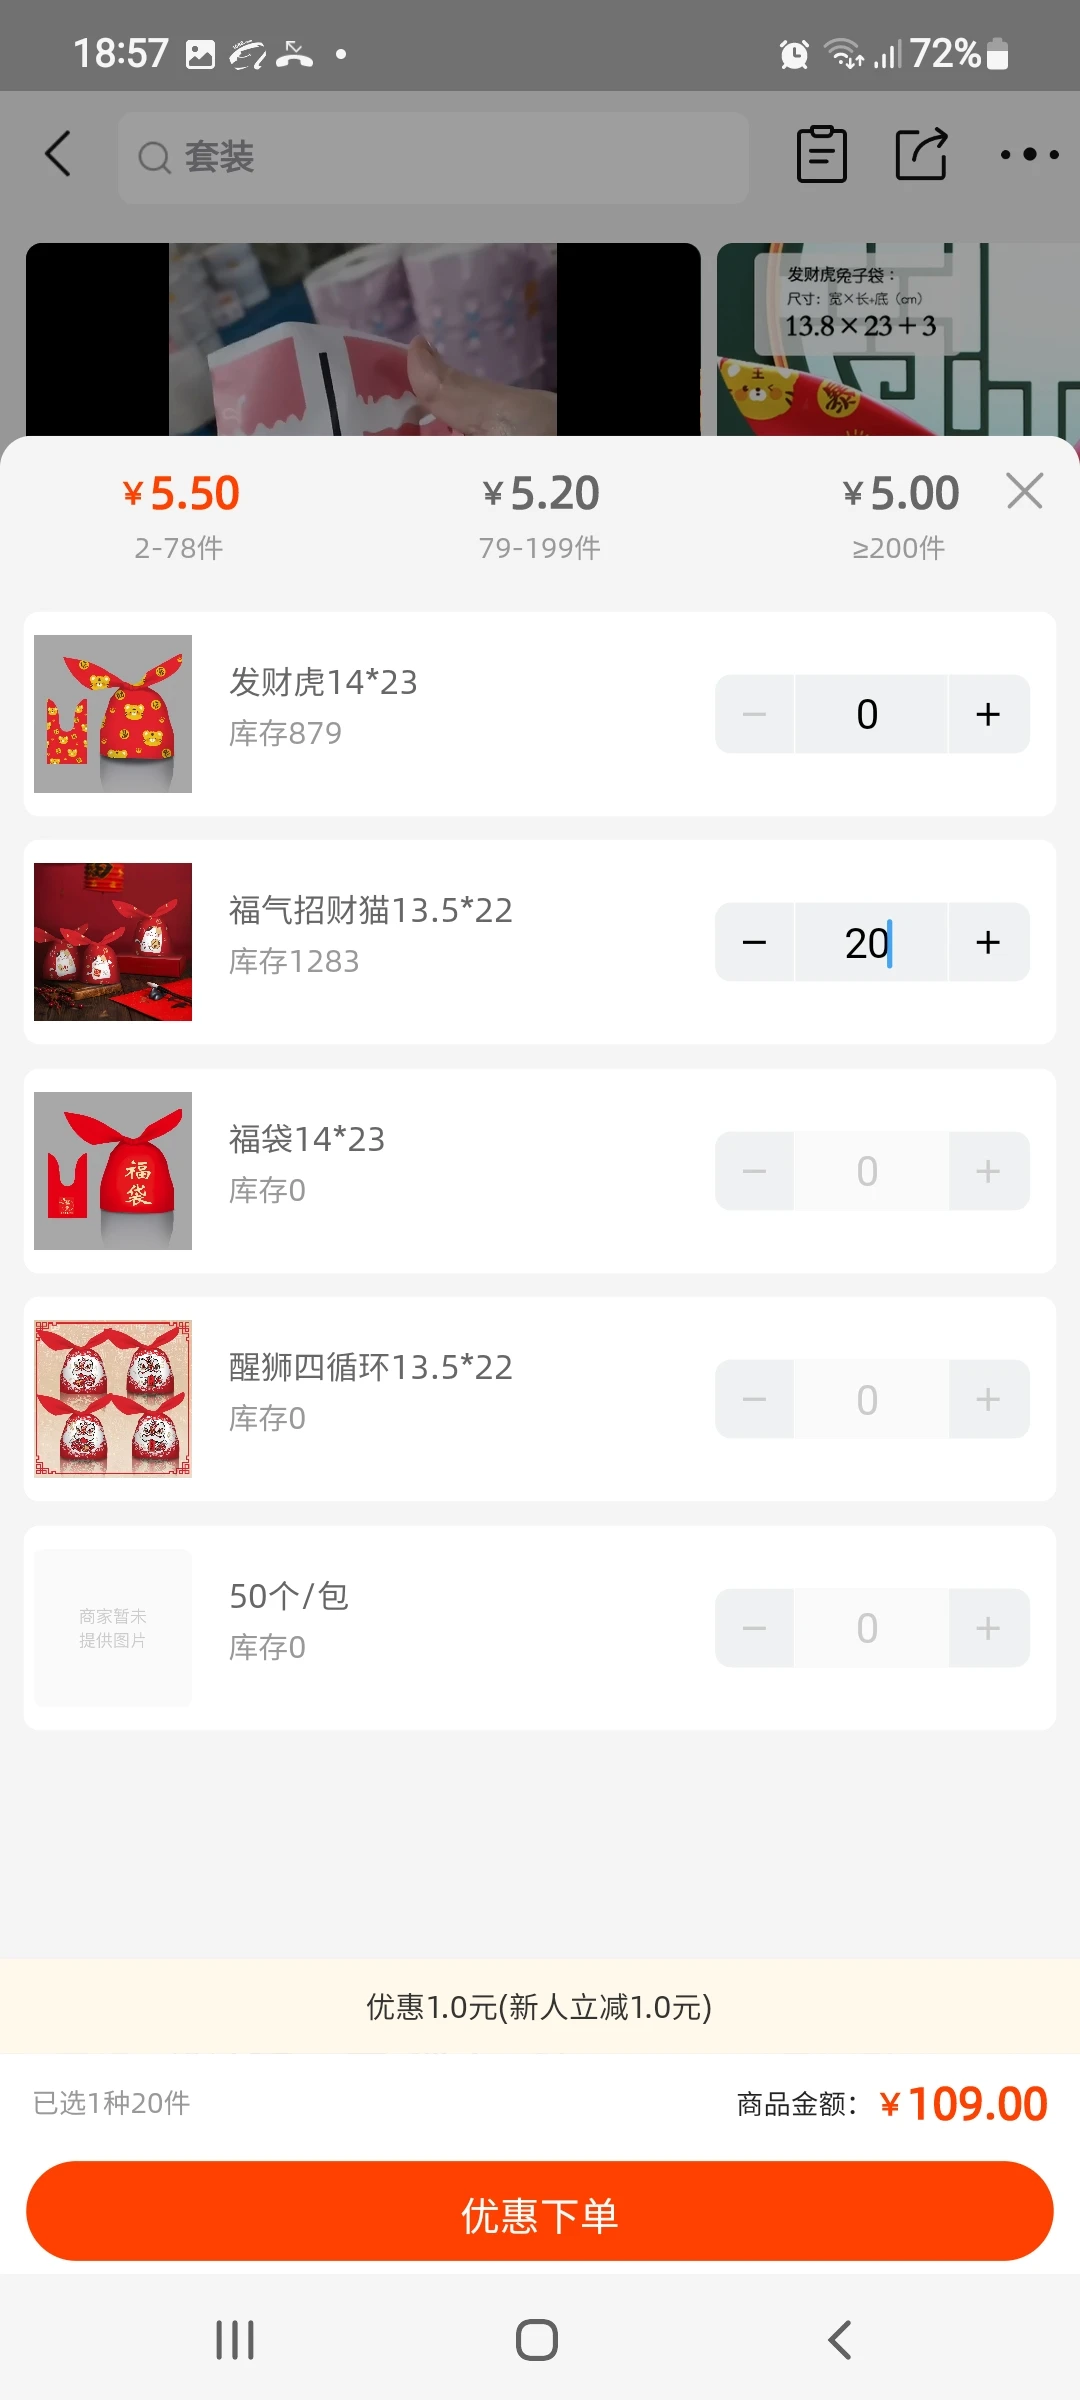 18:57
72%
套装
发财虎兔子袋：
尺寸：宽×长+底（cm）
13.8×23+3
¥5.50
¥5.20
¥5.00
2-78件
79-199件
≥200件
发财虎14*23
库存879
0
福气招财猫13.5*22
库存1283
20
福袋14*23
库存0
0
福袋
醒狮四循环13.5*22
库存0
0
商家暂未
提供图片
50个/包
库存0
0
优惠1.0元(新人立减1.0元)
已选1种20件
商品金额：¥109.00
优惠下单